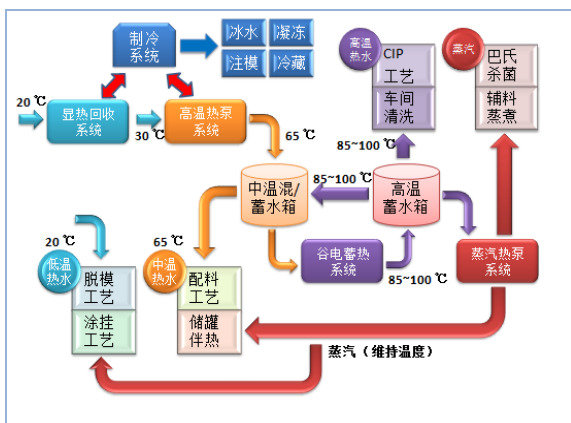 制冷
系统
冰水
凝冻
注模
冷藏
高温
热水
CIP
工艺
车间
清洗
蒸汽
巴氏
杀菌
辅料
蒸煮
20 ℃
显热回收
系统
30 ℃
高温热泵
系统
65 ℃
85~100 ℃
中温混/
蓄水箱
85~100 ℃
高温
蓄水箱
20 ℃
低温
热水
脱模
工艺
涂挂
工艺
65 ℃
中温
热水
配料
工艺
储罐
伴热
谷电蓄热
系统
85~100 ℃
蒸汽热泵
系统
蒸汽（维持温度）